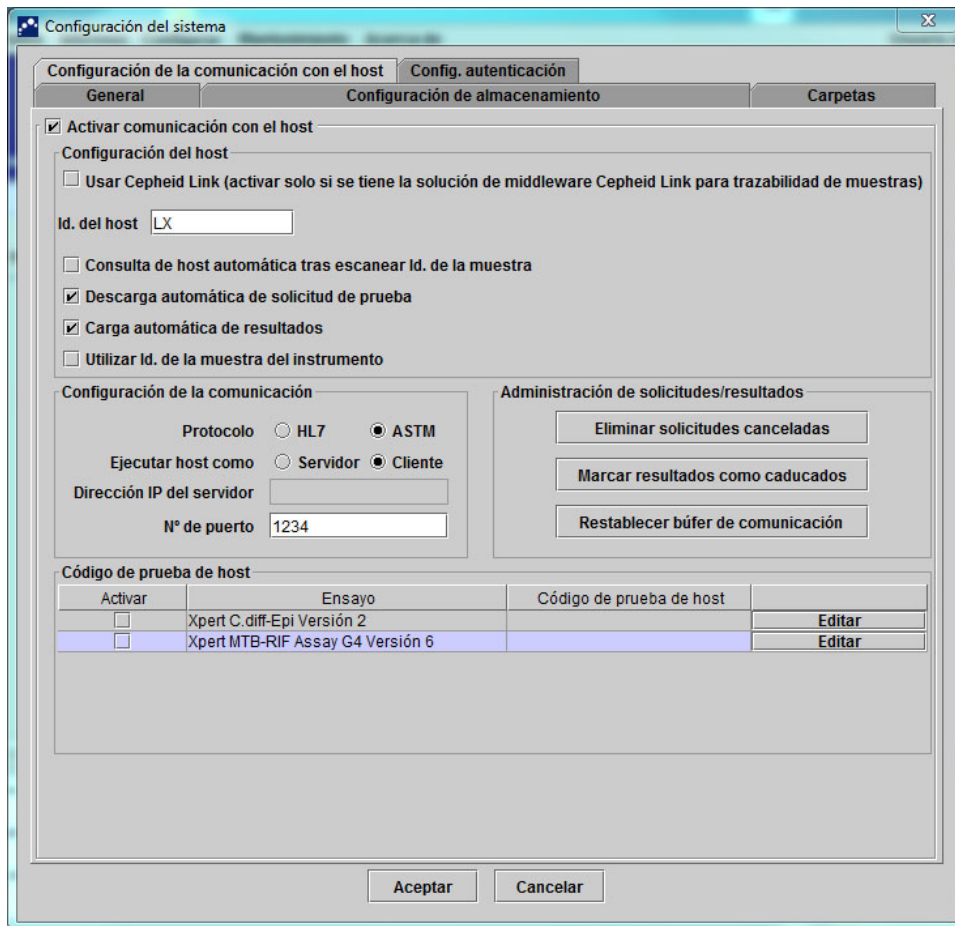 Configuración del sistema
Mantenimiento Acerca de
Configuración de la comunicación con el host Config. autenticación
General Configuración de almacenamiento Carpetas
Activar comunicación con el host
Configuración del host
Usar Cepheid Link (activar solo si se tiene la solución de middleware Cepheid Link para trazabilidad de muestras)
Id. del host LX
Consulta de host automática tras escanear Id. de la muestra
Descarga automática de solicitud de prueba
Carga automática de resultados
Utilizar Id. de la muestra del instrumento
Configuración de la comunicación
Protocolo HL7 ASTM
Ejecutar host como Servidor Cliente
Dirección IP del servidor
Nº de puerto 1234
Administración de solicitudes/resultados
Eliminar solicitudes canceladas
Marcar resultados como caducados
Restablecer búfer de comunicación
Código de prueba de host
Activar Ensayo Código de prueba de host
Xpert C.diff-Epi Versión 2 Editar
Xpert MTB-RIF Assay G4 Versión 6 Editar
Aceptar Cancelar